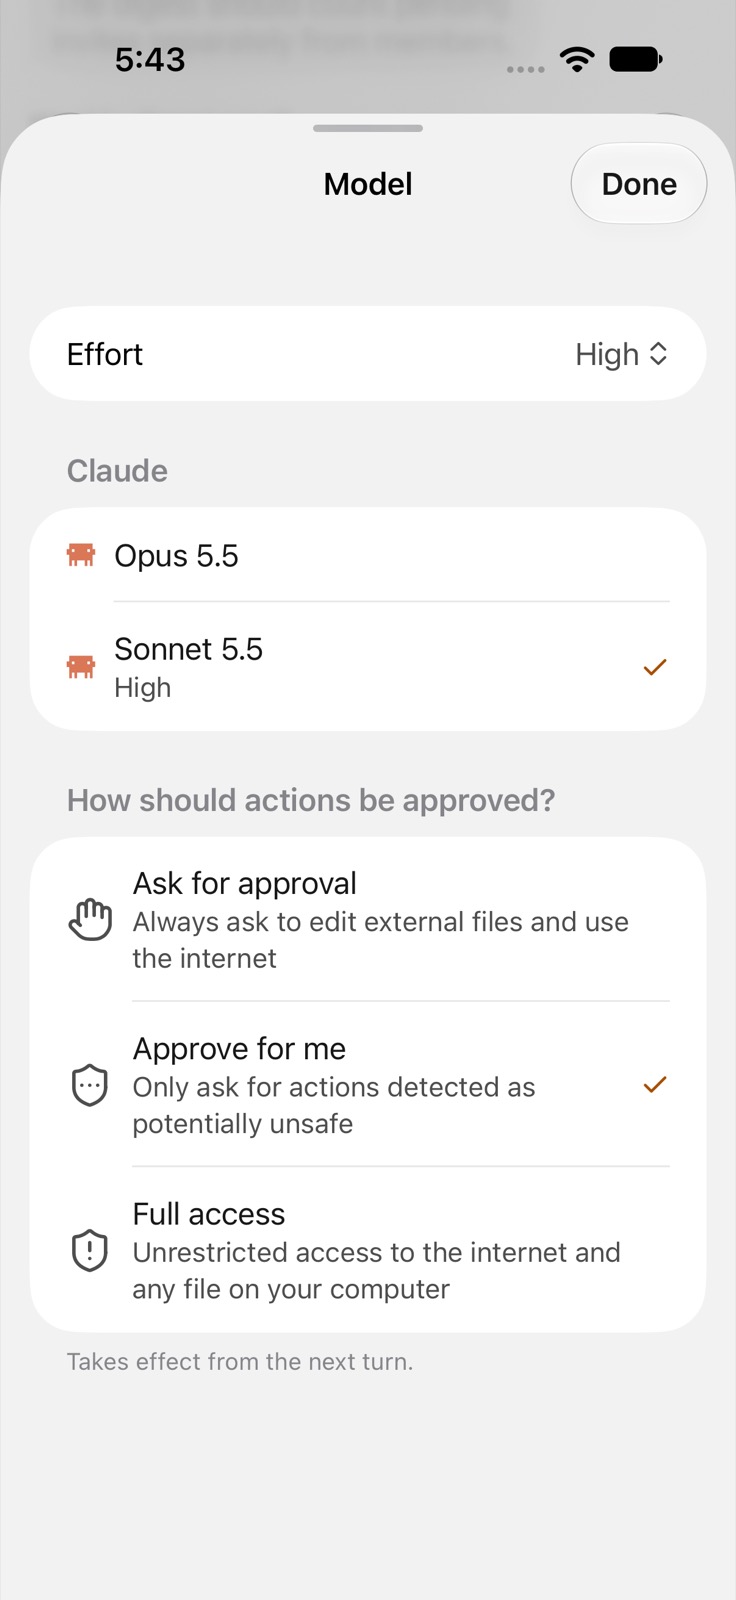 5:43
Model
Done
Effort
High
Claude
Opus 5.5
Sonnet 5.5
High
How should actions be approved?
Ask for approval
Always ask to edit external files and use
the internet
Approve for me
Only ask for actions detected as
potentially unsafe
Full access
Unrestricted access to the internet and
any file on your computer
Takes effect from the next turn.